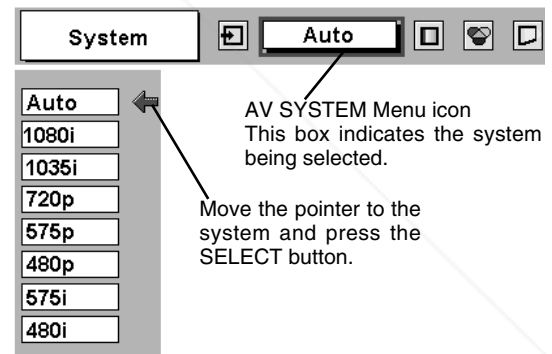 System
Auto
AV SYSTEM Menu icon
This box indicates the system
being selected.
Auto
1080i
1035i
720p
575p
480p
575i
480i
Move the pointer to the
system and press the
SELECT button.